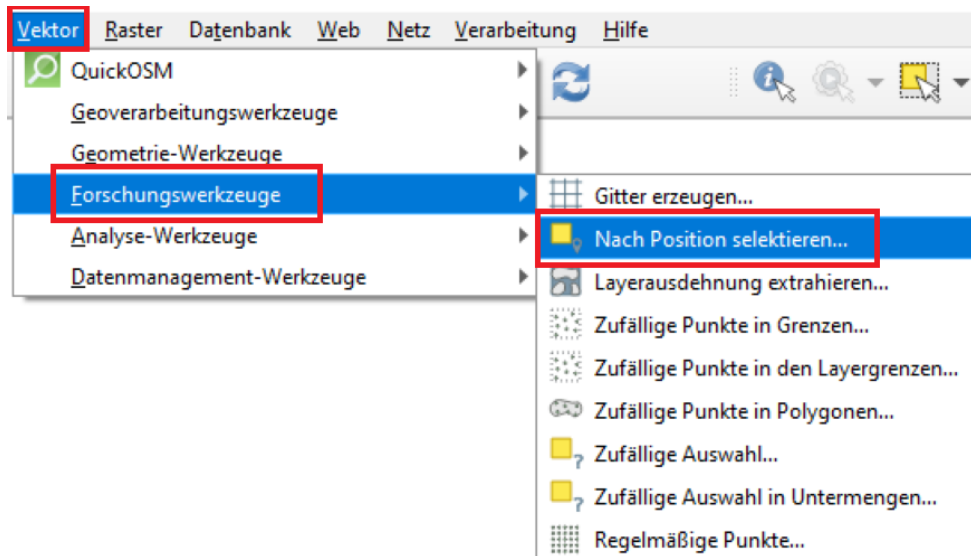 Vektor Raster Datenbank Web Netz Verarbeitung Hilfe
QuickOSM
Geoverarbeitungswerkzeuge
Geometrie-Werkzeuge
Forschungswerkzeuge
Analyse-Werkzeuge
Datenmanagement-Werkzeuge
Gitter erzeugen...
Nach Position selektieren...
Layerausdehnung extrahieren...
Zufällige Punkte in Grenzen...
Zufällige Punkte in den Layergrenzen...
Zufällige Punkte in Polygonen...
Zufällige Auswahl...
Zufällige Auswahl in Untermengen...
Regelmäßige Punkte...